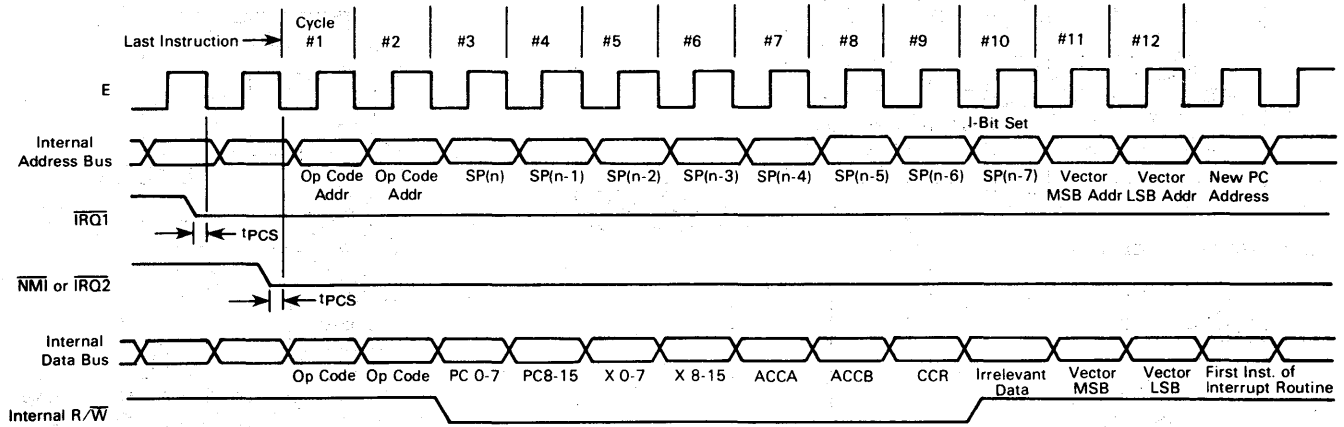 Last Instruction
Cycle
#1 #2 #3 #4 #5 #6 #7 #8 #9 #10 #11 #12
E
I-Bit Set
Internal
Address Bus
Op Code
Addr
Op Code
Addr
SP(n)
SP(n-1)
SP(n-2)
SP(n-3)
SP(n-4)
SP(n-5)
SP(n-6)
SP(n-7)
Vector
MSB Addr
Vector
LSB Addr
New PC
Address
IRQ1
tPCS
NMI or IRQ2
tPCS
Internal
Data Bus
Op Code
Op Code
PC 0-7
PC8-15
X 0-7
X 8-15
ACCA
ACCB
CCR
Irrelevant
Data
Vector
MSB
Vector
LSB
First Inst. of
Interrupt Routine
Internal R/W